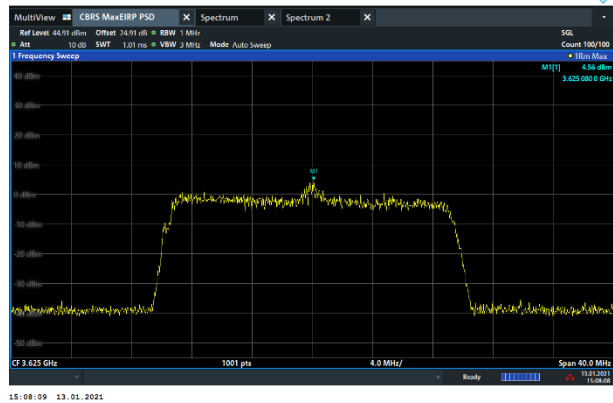 MultiView CBRS MaxEIRP PSD X Spectrum X Spectrum 2 X
Ref Level 44.91 dBm Offset 24.91 dB RBW 1 MHz SGL
Att 10 dB SWT 1.01 ms VBW 3 MHz Mode Auto Sweep Count 100/100
1 Frequency Sweep 1Rm Max
M1[1] 4.56 dBm
3.625 080 0 GHz
40 dBm
30 dBm
20 dBm
10 dBm
M1
0 dBm
-10 dBm
-20 dBm
-30 dBm
-50 dBm
CF 3.625 GHz 1001 pts 4.0 MHz/ Span 40.0 MHz
Ready 13.01.2021
15:08:08
15:08:09 13.01.2021